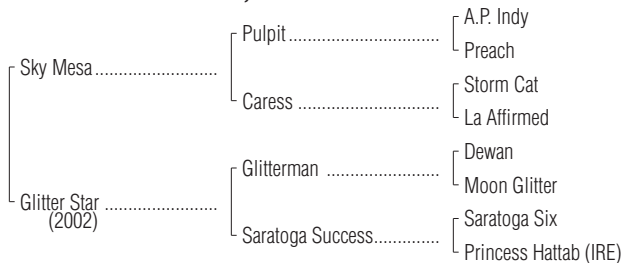 A.P. Indy
Pulpit
Preach
Sky Mesa
Storm Cat
Caress
La Affirmed
Dewan
Glitterman
Moon Glitter
Glitter Star
(2002)
Saratoga Six
Saratoga Success
Princess Hattab (IRE)